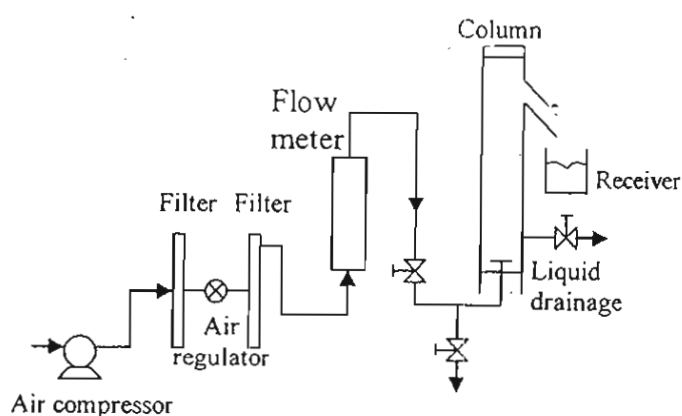 Column
Flow
meter
Receiver
Filter Filter
Liquid
drainage
Air
regulator
Air compressor